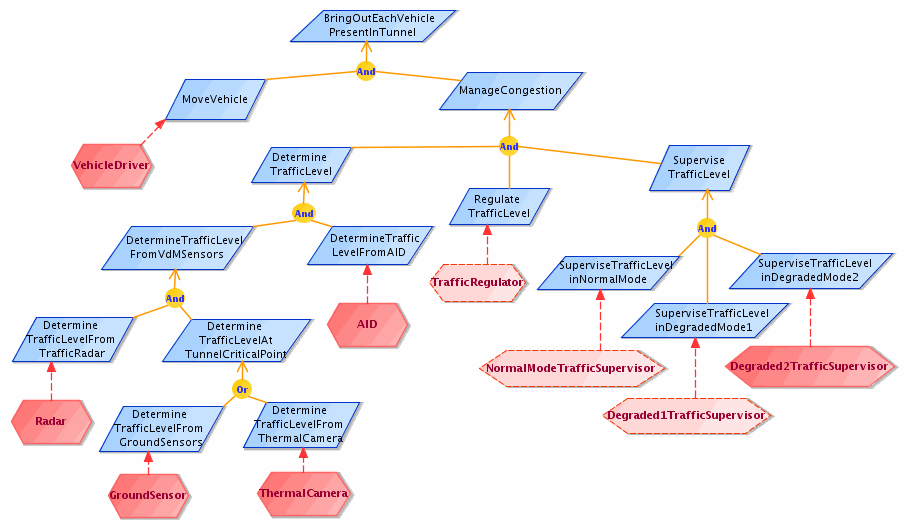 BringOutEachVehicle
PresentInTunnel
And
MoveVehicle
ManageCongestion
VehicleDriver
And
Determine
TrafficLevel
Supervise
TrafficLevel
Regulate
TrafficLevel
And
And
DetermineTrafficLevel
FromVdMSensors
DetermineTraffic
LevelFromAID
SuperviseTrafficLevel
inNormalMode
SuperviseTrafficLevel
inDegradedMode2
TrafficRegulator
And
SuperviseTrafficLevel
inDegradedMode1
Determine
TrafficLevelFrom
TrafficRadar
Determine
TrafficLevelAt
TunnelCriticalPoint
AID
NormalModeTrafficSupervisor
Degraded2TrafficSupervisor
Or
Radar
Determine
TrafficLevelFrom
GroundSensors
Determine
TrafficLevelFrom
ThermalCamera
Degraded1TrafficSupervisor
GroundSensor
ThermalCamera